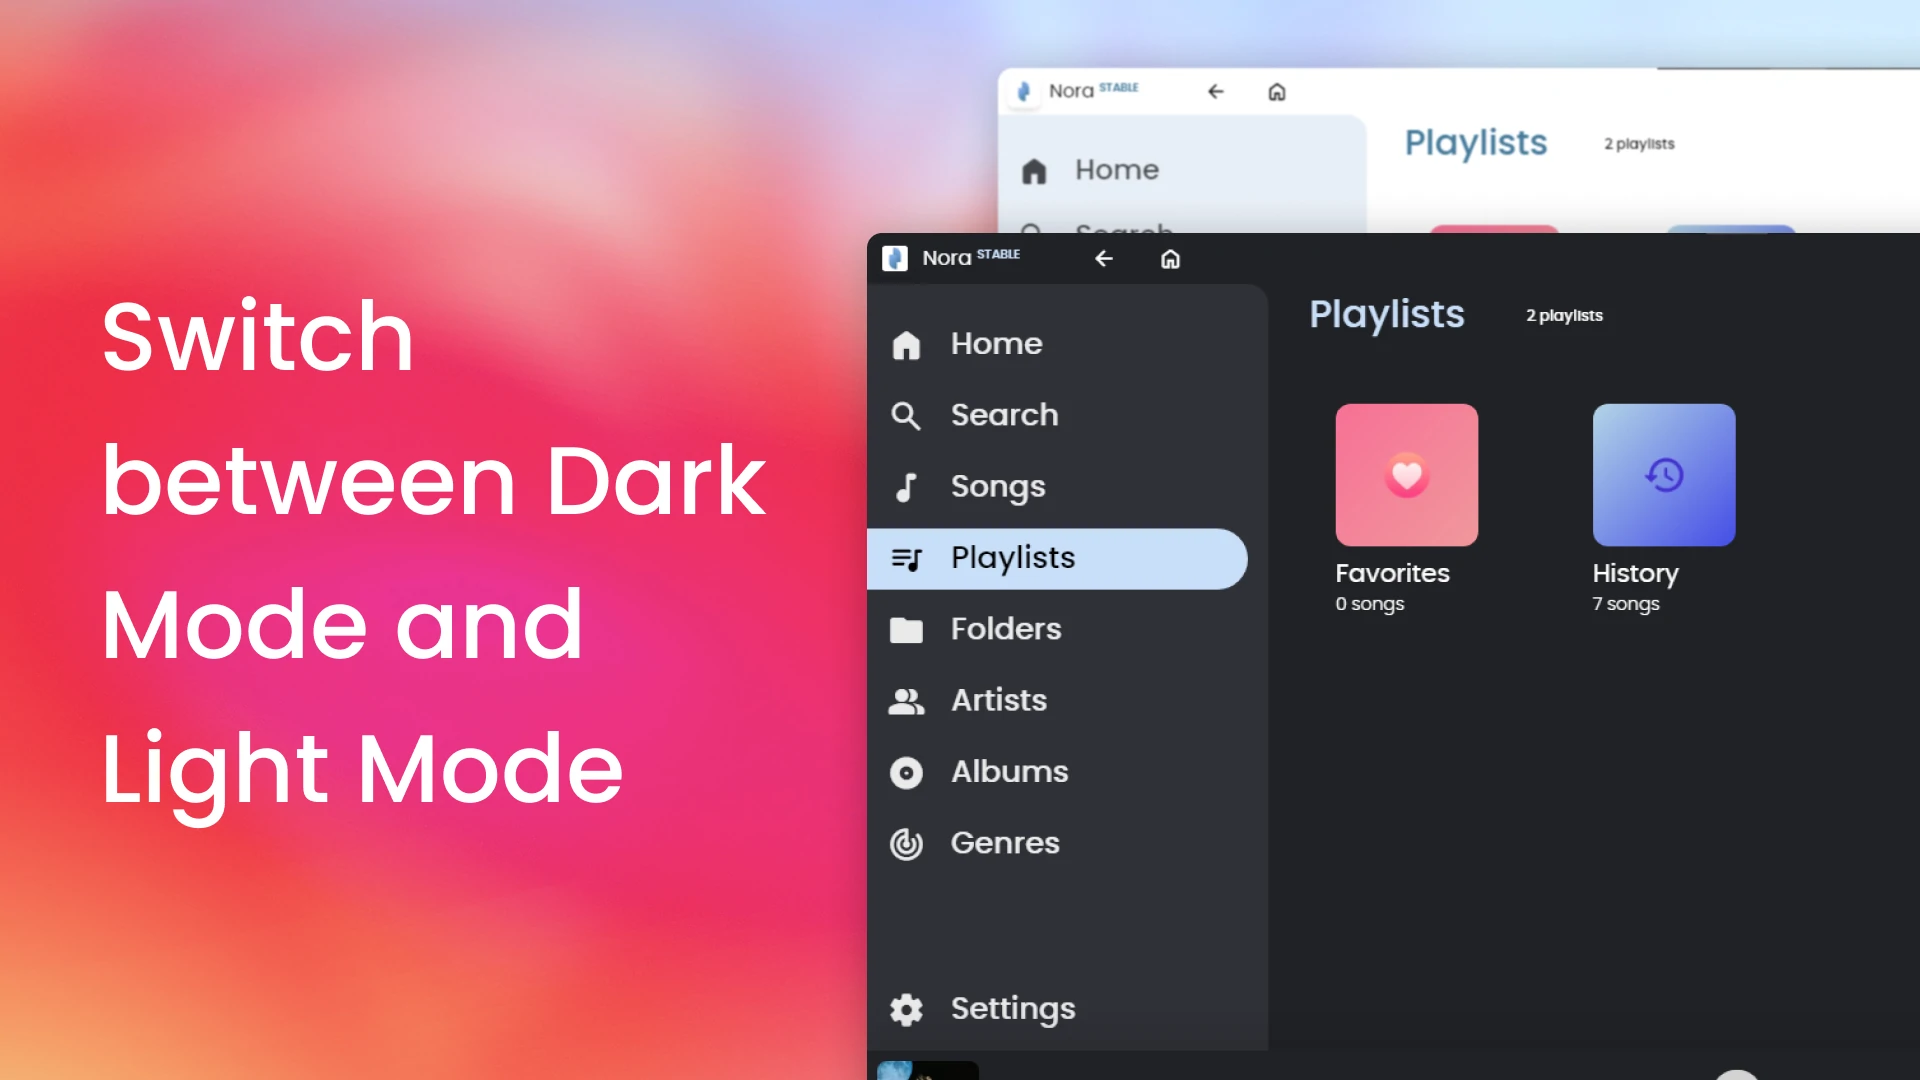 Switch
between Dark
Mode and
Light Mode
Nora STABLE
Playlists
2 playlists
Home
Search
Nora STABLE
Playlists
2 playlists
Home
Search
Songs
Playlists
Folders
Artists
Albums
Genres
Settings
Favorites
0 songs
History
7 songs